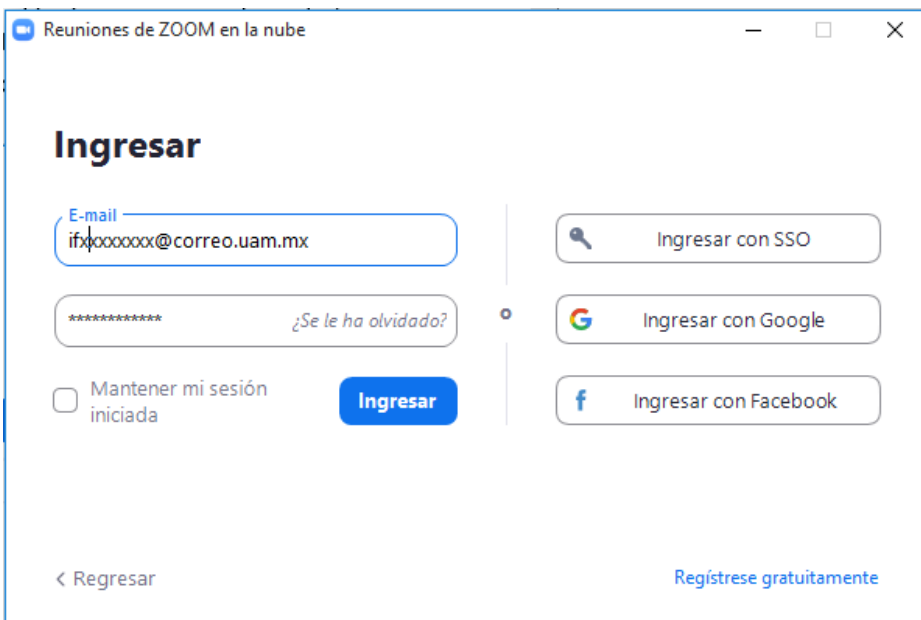 Reuniones de ZOOM en la nube
Ingresar
E-mail
ifxxxxxxxx@correo.uam.mx
************ ¿Se le ha olvidado?
Mantener mi sesión
iniciada
Ingresar
o
Ingresar con SSO
Ingresar con Google
Ingresar con Facebook
< Regresar
Regístrese gratuitamente